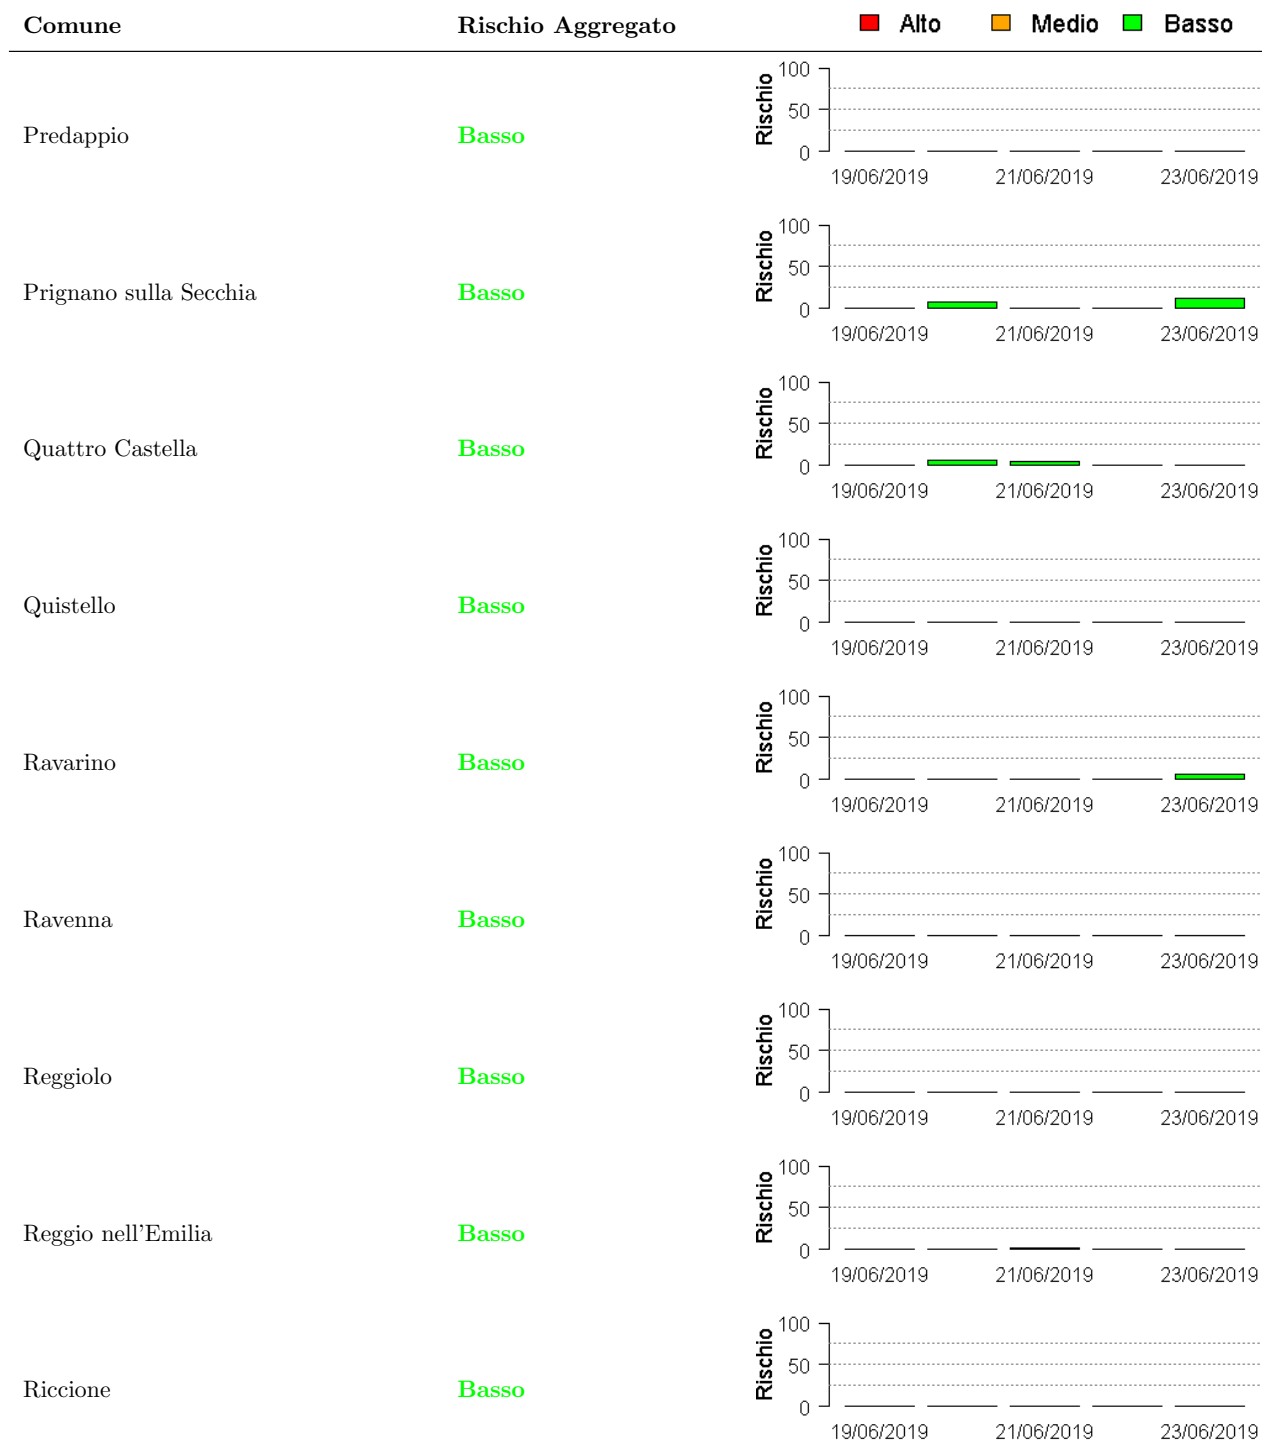 Comune Rischio Aggregato Alto Medio Basso
Predappio Basso Rischio 100 50 0
19/06/2019 21/06/2019 23/06/2019
Prignano sulla Secchia Basso Rischio 100 50 0
19/06/2019 21/06/2019 23/06/2019
Quattro Castella Basso Rischio 100 50 0
19/06/2019 21/06/2019 23/06/2019
Quistello Basso Rischio 100 50 0
19/06/2019 21/06/2019 23/06/2019
Ravarino Basso Rischio 100 50 0
19/06/2019 21/06/2019 23/06/2019
Ravenna Basso Rischio 100 50 0
19/06/2019 21/06/2019 23/06/2019
Reggiolo Basso Rischio 100 50 0
19/06/2019 21/06/2019 23/06/2019
Reggio nell'Emilia Basso Rischio 100 50 0
19/06/2019 21/06/2019 23/06/2019
Riccione Basso Rischio 100 50 0
19/06/2019 21/06/2019 23/06/2019